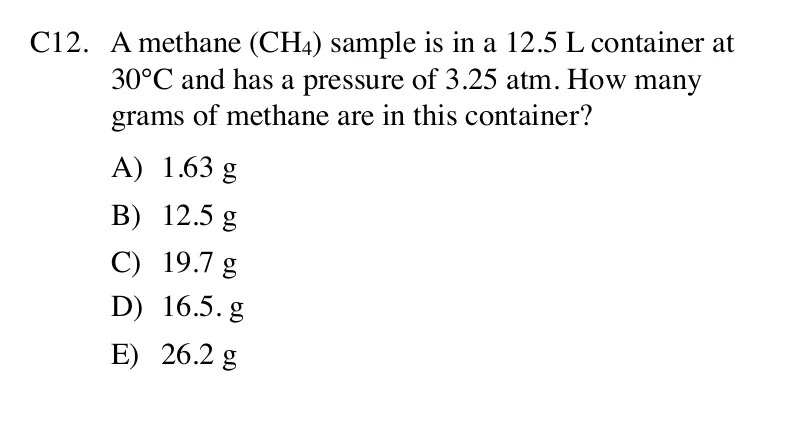 C12. A methane (CH₄) sample is in a 12.5 L container at
30°C and has a pressure of 3.25 atm. How many
grams of methane are in this container?
A) 1.63 g
B) 12.5 g
C) 19.7 g
D) 16.5. g
E) 26.2 g